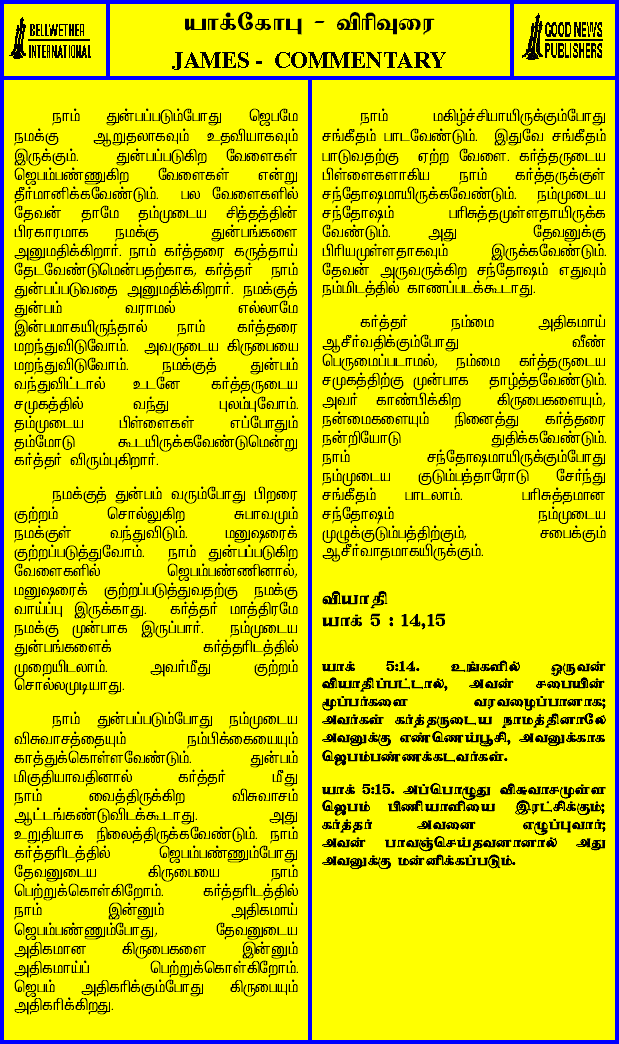 BELLWETHER
INTERNATIONAL
யாக்கோபு - விரிவுரை
JAMES - COMMENTARY
GOOD NEWS
PUBLISHERS
நாம் துன்பப்படும்போது ஜெபமே
நமக்கு ஆறுதலாகவும் உதவியாகவும்
இருக்கும். துன்பப்படுகிற வேளைகள்
ஜெபம்பண்ணுகிற வேளைகள் என்று
தீர்மானிக்கவேண்டும். பல வேளைகளில்
தேவன் தாமே தம்முடைய சித்தத்தின்
பிரகாரமாக நமக்கு துன்பங்களை
அனுமதிக்கிறார். நாம் கர்த்தரை கருத்தாய்
தேடவேண்டுமென்பதற்காக, கர்த்தர் நாம்
துன்பப்படுவதை அனுமதிக்கிறார். நமக்குத்
துன்பம் வராமல் எல்லாமே
இன்பமாகயிருந்தால் நாம் கர்த்தரை
மறந்துவிடுவோம். அவருடைய கிருபையை
மறந்துவிடுவோம். நமக்குத் துன்பம்
வந்துவிட்டால் உடனே கர்த்தருடைய
சமுகத்தில் வந்து புலம்புவோம்.
தம்முடைய பிள்ளைகள் எப்போதும்
தம்மோடு கூடயிருக்கவேண்டுமென்று
கர்த்தர் விரும்புகிறார்.
நமக்குத் துன்பம் வரும்போது பிறரை
குற்றம் சொல்லுகிற சுபாவமும்
நமக்குள் வந்துவிடும். மனுஷரைக்
குற்றப்படுத்துவோம். நாம் துன்பப்படுகிற
வேளைகளில் ஜெபம்பண்ணினால்,
மனுஷரைக் குற்றப்படுத்துவதற்கு நமக்கு
வாய்ப்பு இருக்காது. கர்த்தர் மாத்திரமே
நமக்கு முன்பாக இருப்பார். நம்முடைய
துன்பங்களைக் கர்த்தரிடத்தில்
முறையிடலாம். அவர்மீது குற்றம்
சொல்லமுடியாது.
நாம் துன்பப்படும்போது நம்முடைய
விசுவாசத்தையும் நம்பிக்கையையும்
காத்துக்கொள்ளவேண்டும். துன்பம்
மிகுதியாவதினால் கர்த்தர் மீது
நாம் வைத்திருக்கிற விசுவாசம்
ஆட்டங்கண்டுவிடக்கூடாது. அது
உறுதியாக நிலைத்திருக்கவேண்டும். நாம்
கர்த்தரிடத்தில் ஜெபம்பண்ணும்போது
தேவனுடைய கிருபையை நாம்
பெற்றுக்கொள்கிறோம். கர்த்தரிடத்தில்
நாம் இன்னும் அதிகமாய்
ஜெபம்பண்ணும்போது, தேவனுடைய
அதிகமான கிருபைகளை இன்னும்
அதிகமாய்ப் பெற்றுக்கொள்கிறோம்.
ஜெபம் அதிகரிக்கும்போது கிருபையும்
அதிகரிக்கிறது.
நாம் மகிழ்ச்சியாயிருக்கும்போது
சங்கீதம் பாடவேண்டும். இதுவே சங்கீதம்
பாடுவதற்கு ஏற்ற வேளை. கர்த்தருடைய
பிள்ளைகளாகிய நாம் கர்த்தருக்குள்
சந்தோஷமாயிருக்கவேண்டும். நம்முடைய
சந்தோஷம் பரிசுத்தமுள்ளதாயிருக்க
வேண்டும். அது தேவனுக்கு
பிரியமுள்ளதாகவும் இருக்கவேண்டும்.
தேவன் அருவருக்கிற சந்தோஷம் எதுவும்
நம்மிடத்தில் காணப்படக்கூடாது.
கர்த்தர் நம்மை அதிகமாய்
ஆசீர்வதிக்கும்போது வீண்
பெருமைப்படாமல், நம்மை கர்த்தருடைய
சமுகத்திற்கு முன்பாக தாழ்த்தவேண்டும்.
அவர் காண்பிக்கிற கிருபைகளையும்,
நன்மைகளையும் நினைத்து கர்த்தரை
நன்றியோடு துதிக்கவேண்டும்.
நாம் சந்தோஷமாயிருக்கும்போது
நம்முடைய குடும்பத்தாரோடு சேர்ந்து
சங்கீதம் பாடலாம். பரிசுத்தமான
சந்தோஷம் நம்முடைய
முழுக்குடும்பத்திற்கும், சபைக்கும்
ஆசீர்வாதமாகயிருக்கும்.
வியாதி
யாக் 5 : 14,15
யாக் 5:14. உங்களில் ஒருவன்
வியாதிப்பட்டால், அவன் சபையின்
மூப்பர்களை வரவழைப்பானாக;
அவர்கள் கர்த்தருடைய நாமத்தினாலே
அவனுக்கு எண்ணெய்பூசி, அவனுக்காக
ஜெபம்பண்ணக்கடவர்கள்.
யாக் 5:15. அப்பொழுது விசுவாசமுள்ள
ஜெபம் பிணியாளியை இரட்சிக்கும்;
கர்த்தர் அவனை எழுப்புவார்;
அவன் பாவஞ்செய்தவனானால் அது
அவனுக்கு மன்னிக்கப்படும்.